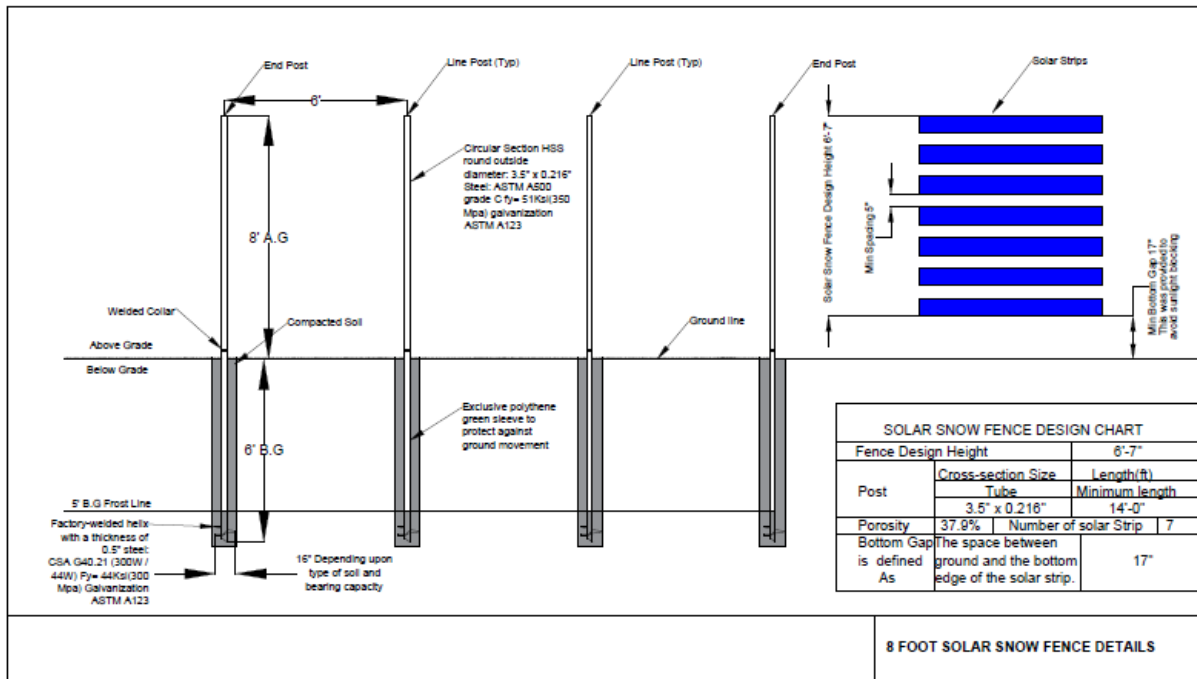 End Post
Line Post (Typ)
Line Post (Typ)
End Post
Solar Strips
6'
Circular Section HSS
round outside
diameter: 3.5" x 0.216"
Steel: ASTM A500
grade C fy= 51Ksi(350
Mpa) galvanization
ASTM A123
8' A.G
Solar Snow Fence Design Height 6'-7"
Min Spacing 5"
Min Bottom Gap 17"
This was provided to
avoid sunlight blocking
Welded Collar
Compacted Soil
Ground line
Above Grade
Below Grade
6' B.G
Exclusive polythene
green sleeve to
protect against
ground movement
5' B.G Frost Line
Factory-welded helix
with a thickness of
0.5" steel:
CSA G40.21 (300W /
44W) Fy= 44Ksi(300
Mpa) Galvanization
ASTM A123
16" Depending upon
type of soil and
bearing capacity
SOLAR SNOW FENCE DESIGN CHART
Fence Design Height 6'-7"
Post Cross-section Size Length(ft)
Tube Minimum length
3.5" x 0.216" 14'-0"
Porosity 37.9% Number of solar Strip 7
Bottom Gap The space between
is defined ground and the bottom 17"
As edge of the solar strip.
8 FOOT SOLAR SNOW FENCE DETAILS